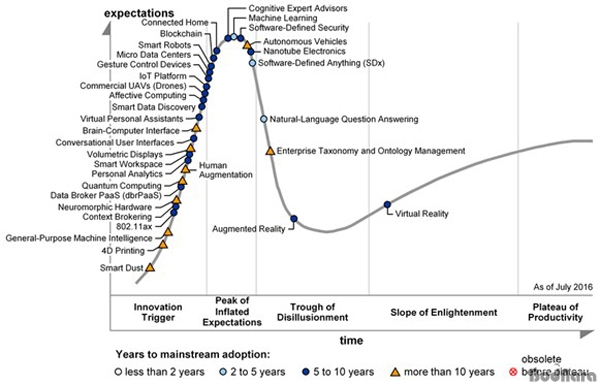 expectations
Cognitive Expert Advisors
Machine Learning
Software-Defined Security
Connected Home
Blockchain
Smart Robots
Micro Data Centers
Gesture Control Devices
IoT Platform
Commercial UAVs (Drones)
Affective Computing
Smart Data Discovery
Virtual Personal Assistants
Brain-Computer Interface
Conversational User Interfaces
Volumetric Displays
Smart Workspace
Personal Analytics
Quantum Computing
Data Broker PaaS (dbrPaaS)
Neuromorphic Hardware
Context Brokering
802.11ax
General-Purpose Machine Intelligence
4D Printing
Smart Dust
Human
Augmentation
Autonomous Vehicles
Nanotube Electronics
Software-Defined Anything (SDx)
Natural-Language Question Answering
Enterprise Taxonomy and Ontology Management
Augmented Reality
Virtual Reality
As of July 2016
Innovation
Trigger
Peak of
Inflated
Expectations
Trough of
Disillusionment
Slope of Enlightenment
Plateau of
Productivity
time
Years to mainstream adoption:
less than 2 years
2 to 5 years
5 to 10 years
more than 10 years
obsolete
before plateau